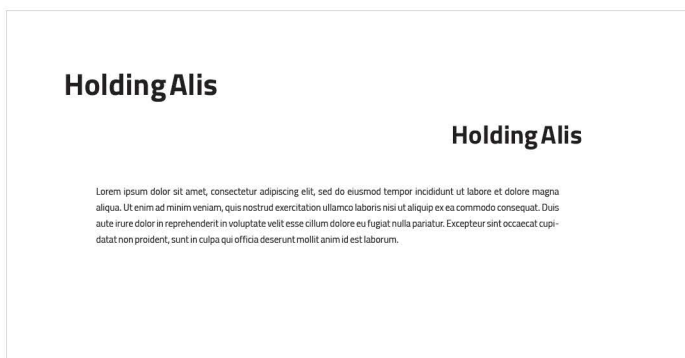 Holding Alis
Holding Alis
Lorem ipsum dolor sit amet, consectetur adipiscing elit, sed do eiusmod tempor incididunt ut labore et dolore magna
aliqua. Ut enim ad minim veniam, quis nostrud exercitation ullamco laboris nisi ut aliquip ex ea commodo consequat. Duis
aute irure dolor in reprehenderit in voluptate velit esse cillum dolore eu fugiat nulla pariatur. Excepteur sint occaecat cupi-
datat non proident, sunt in culpa qui officia deserunt mollit anim id est laborum.